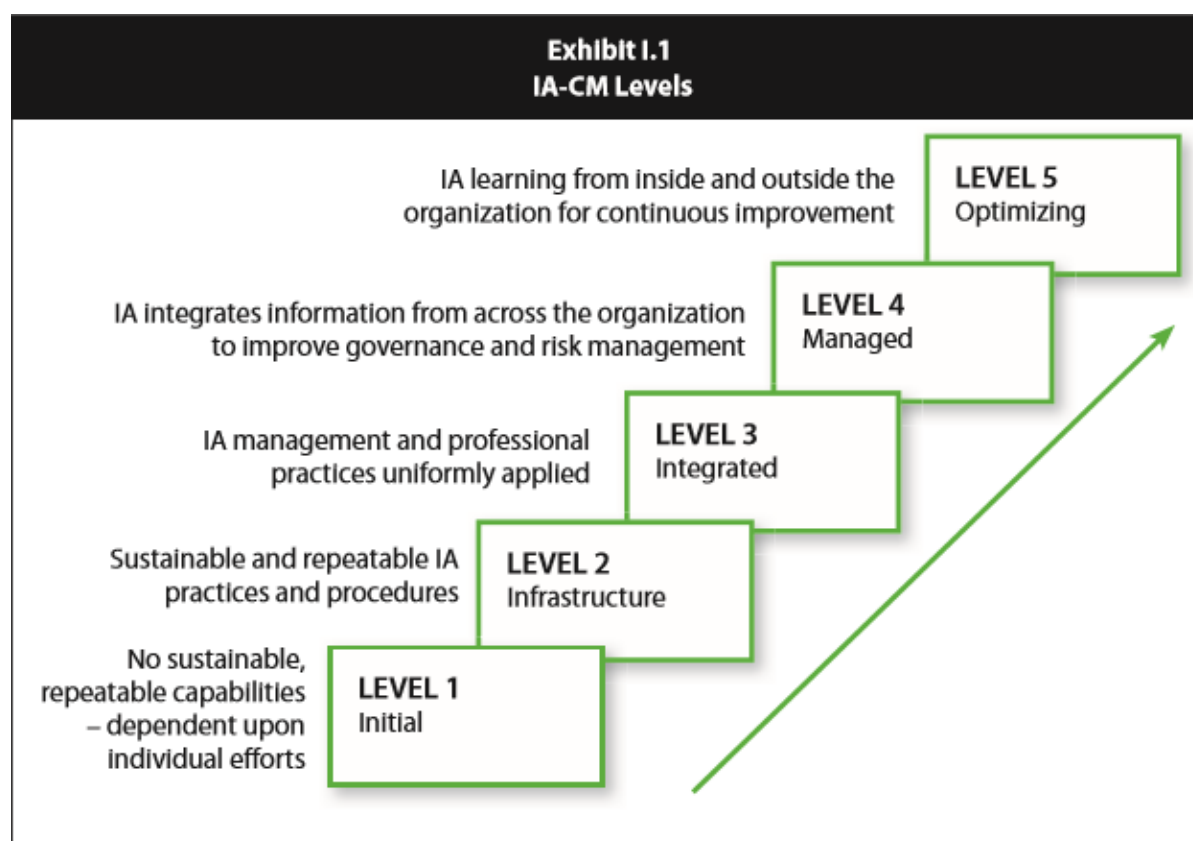 Exhibit I.1
IA-CM Levels
IA learning from inside and outside the
organization for continuous improvement
LEVEL 5
Optimizing
IA integrates information from across the organization
to improve governance and risk management
LEVEL 4
Managed
IA management and professional
practices uniformly applied
LEVEL 3
Integrated
Sustainable and repeatable IA
practices and procedures
LEVEL 2
Infrastructure
No sustainable,
repeatable capabilities
– dependent upon
individual efforts
LEVEL 1
Initial